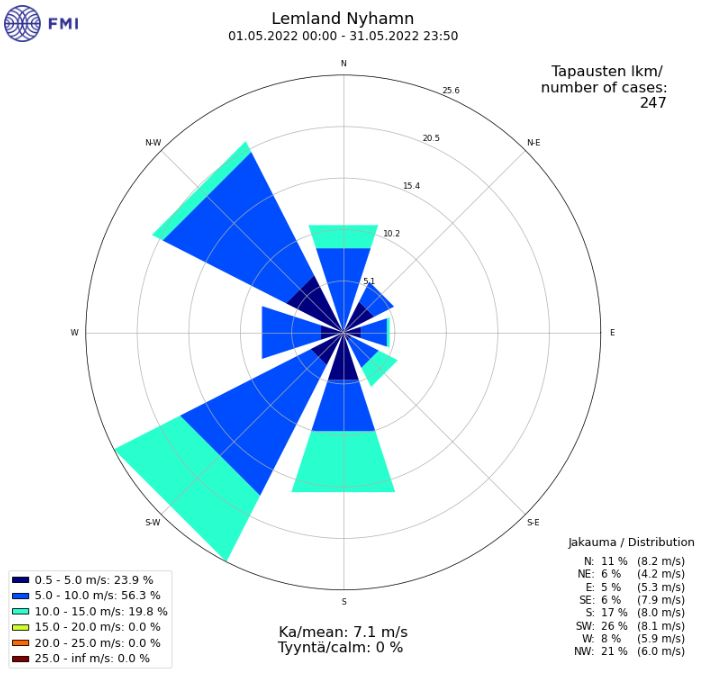 FMI
Lemland Nyhamn
01.05.2022 00:00 - 31.05.2022 23:50
Tapausten lkm/
number of cases:
247
N
25.6
20.5
15.4
10.2
5.1
N-W
N-E
W
E
S-W
S-E
S
0.5 - 5.0 m/s: 23.9 %
5.0 - 10.0 m/s: 56.3 %
10.0 - 15.0 m/s: 19.8 %
15.0 - 20.0 m/s: 0.0 %
20.0 - 25.0 m/s: 0.0 %
25.0 - inf m/s: 0.0 %
Ka/mean: 7.1 m/s
Tyyntä/calm: 0 %
Jakauma / Distribution
N: 11 % (8.2 m/s)
NE: 6 % (4.2 m/s)
E: 5 % (5.3 m/s)
SE: 6 % (7.9 m/s)
S: 17 % (8.0 m/s)
SW: 26 % (8.1 m/s)
W: 8 % (5.9 m/s)
NW: 21 % (6.0 m/s)